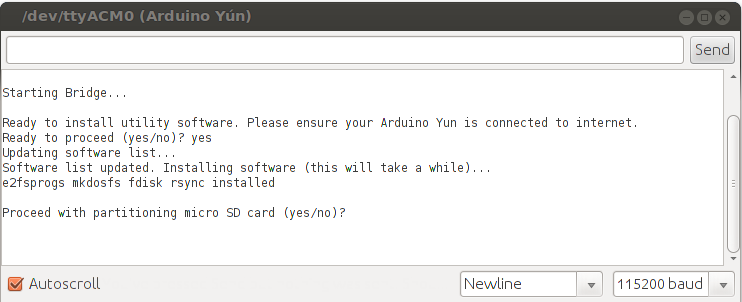 /dev/ttyACM0 (Arduino Yún)
Send
Starting Bridge...
Ready to install utility software. Please ensure your Arduino Yun is connected to internet.
Ready to proceed (yes/no)? yes
Updating software list...
Software list updated. Installing software (this will take a while)...
e2fsprogs mkdosfs fdisk rsync installed
Proceed with partitioning micro SD card (yes/no)?
Autoscroll
Newline
115200 baud